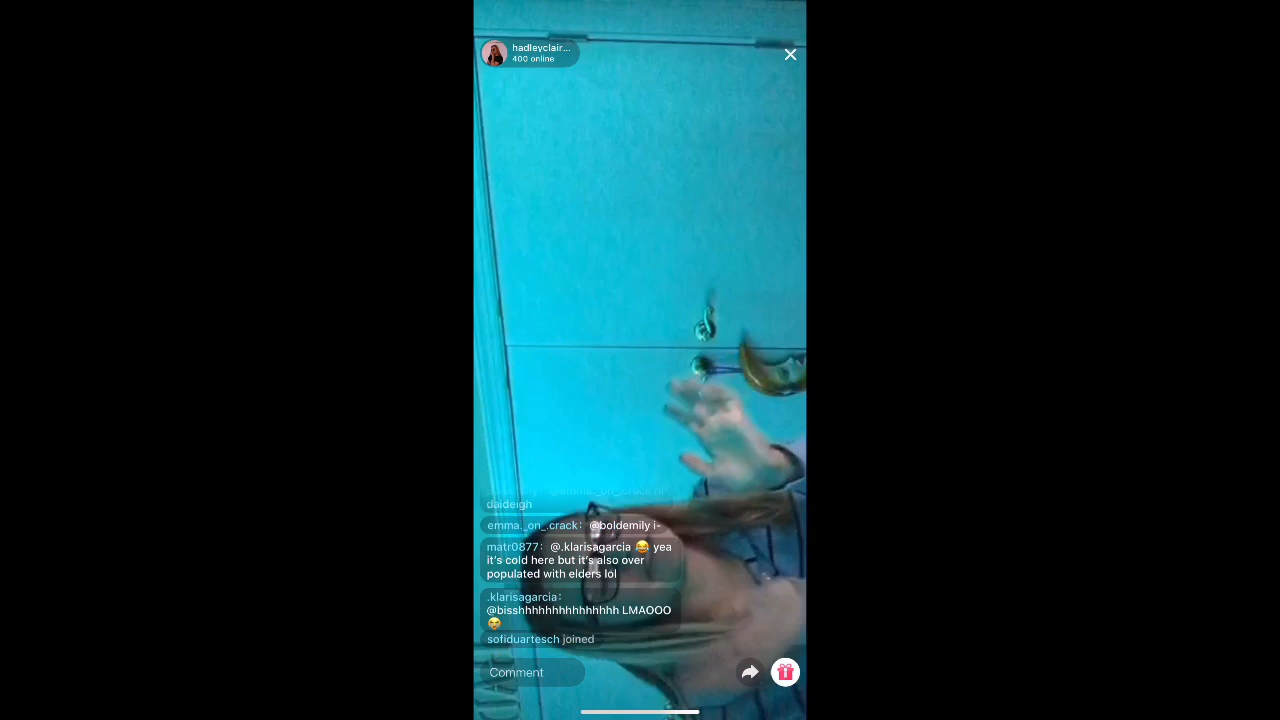 hadleyclair...
400 online
daideigh
emma._on_.crack: @boldemily i-
matr0877: @.klarisagarcia 😂 yea
it's cold here but it's also over
populated with elders lol
.klarisagarcia:
@bisshhhhhhhhhhhhhhh LMAOOO
😂
sofiduartesch joined
Comment